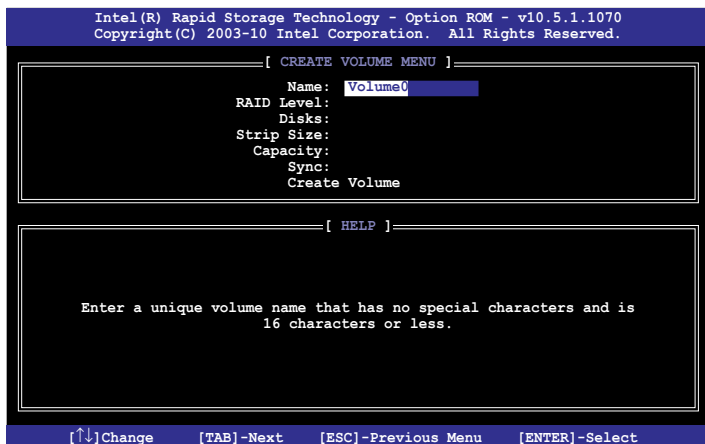 Intel(R) Rapid Storage Technology - Option ROM - v10.5.1.1070
Copyright(C) 2003-10 Intel Corporation. All Rights Reserved.
[ CREATE VOLUME MENU ]
Name: Volume0
RAID Level:
Disks:
Strip Size:
Capacity:
Sync:
Create Volume
[ HELP ]
Enter a unique volume name that has no special characters and is
16 characters or less.
[↑↓]Change [TAB]-Next [ESC]-Previous Menu [ENTER]-Select